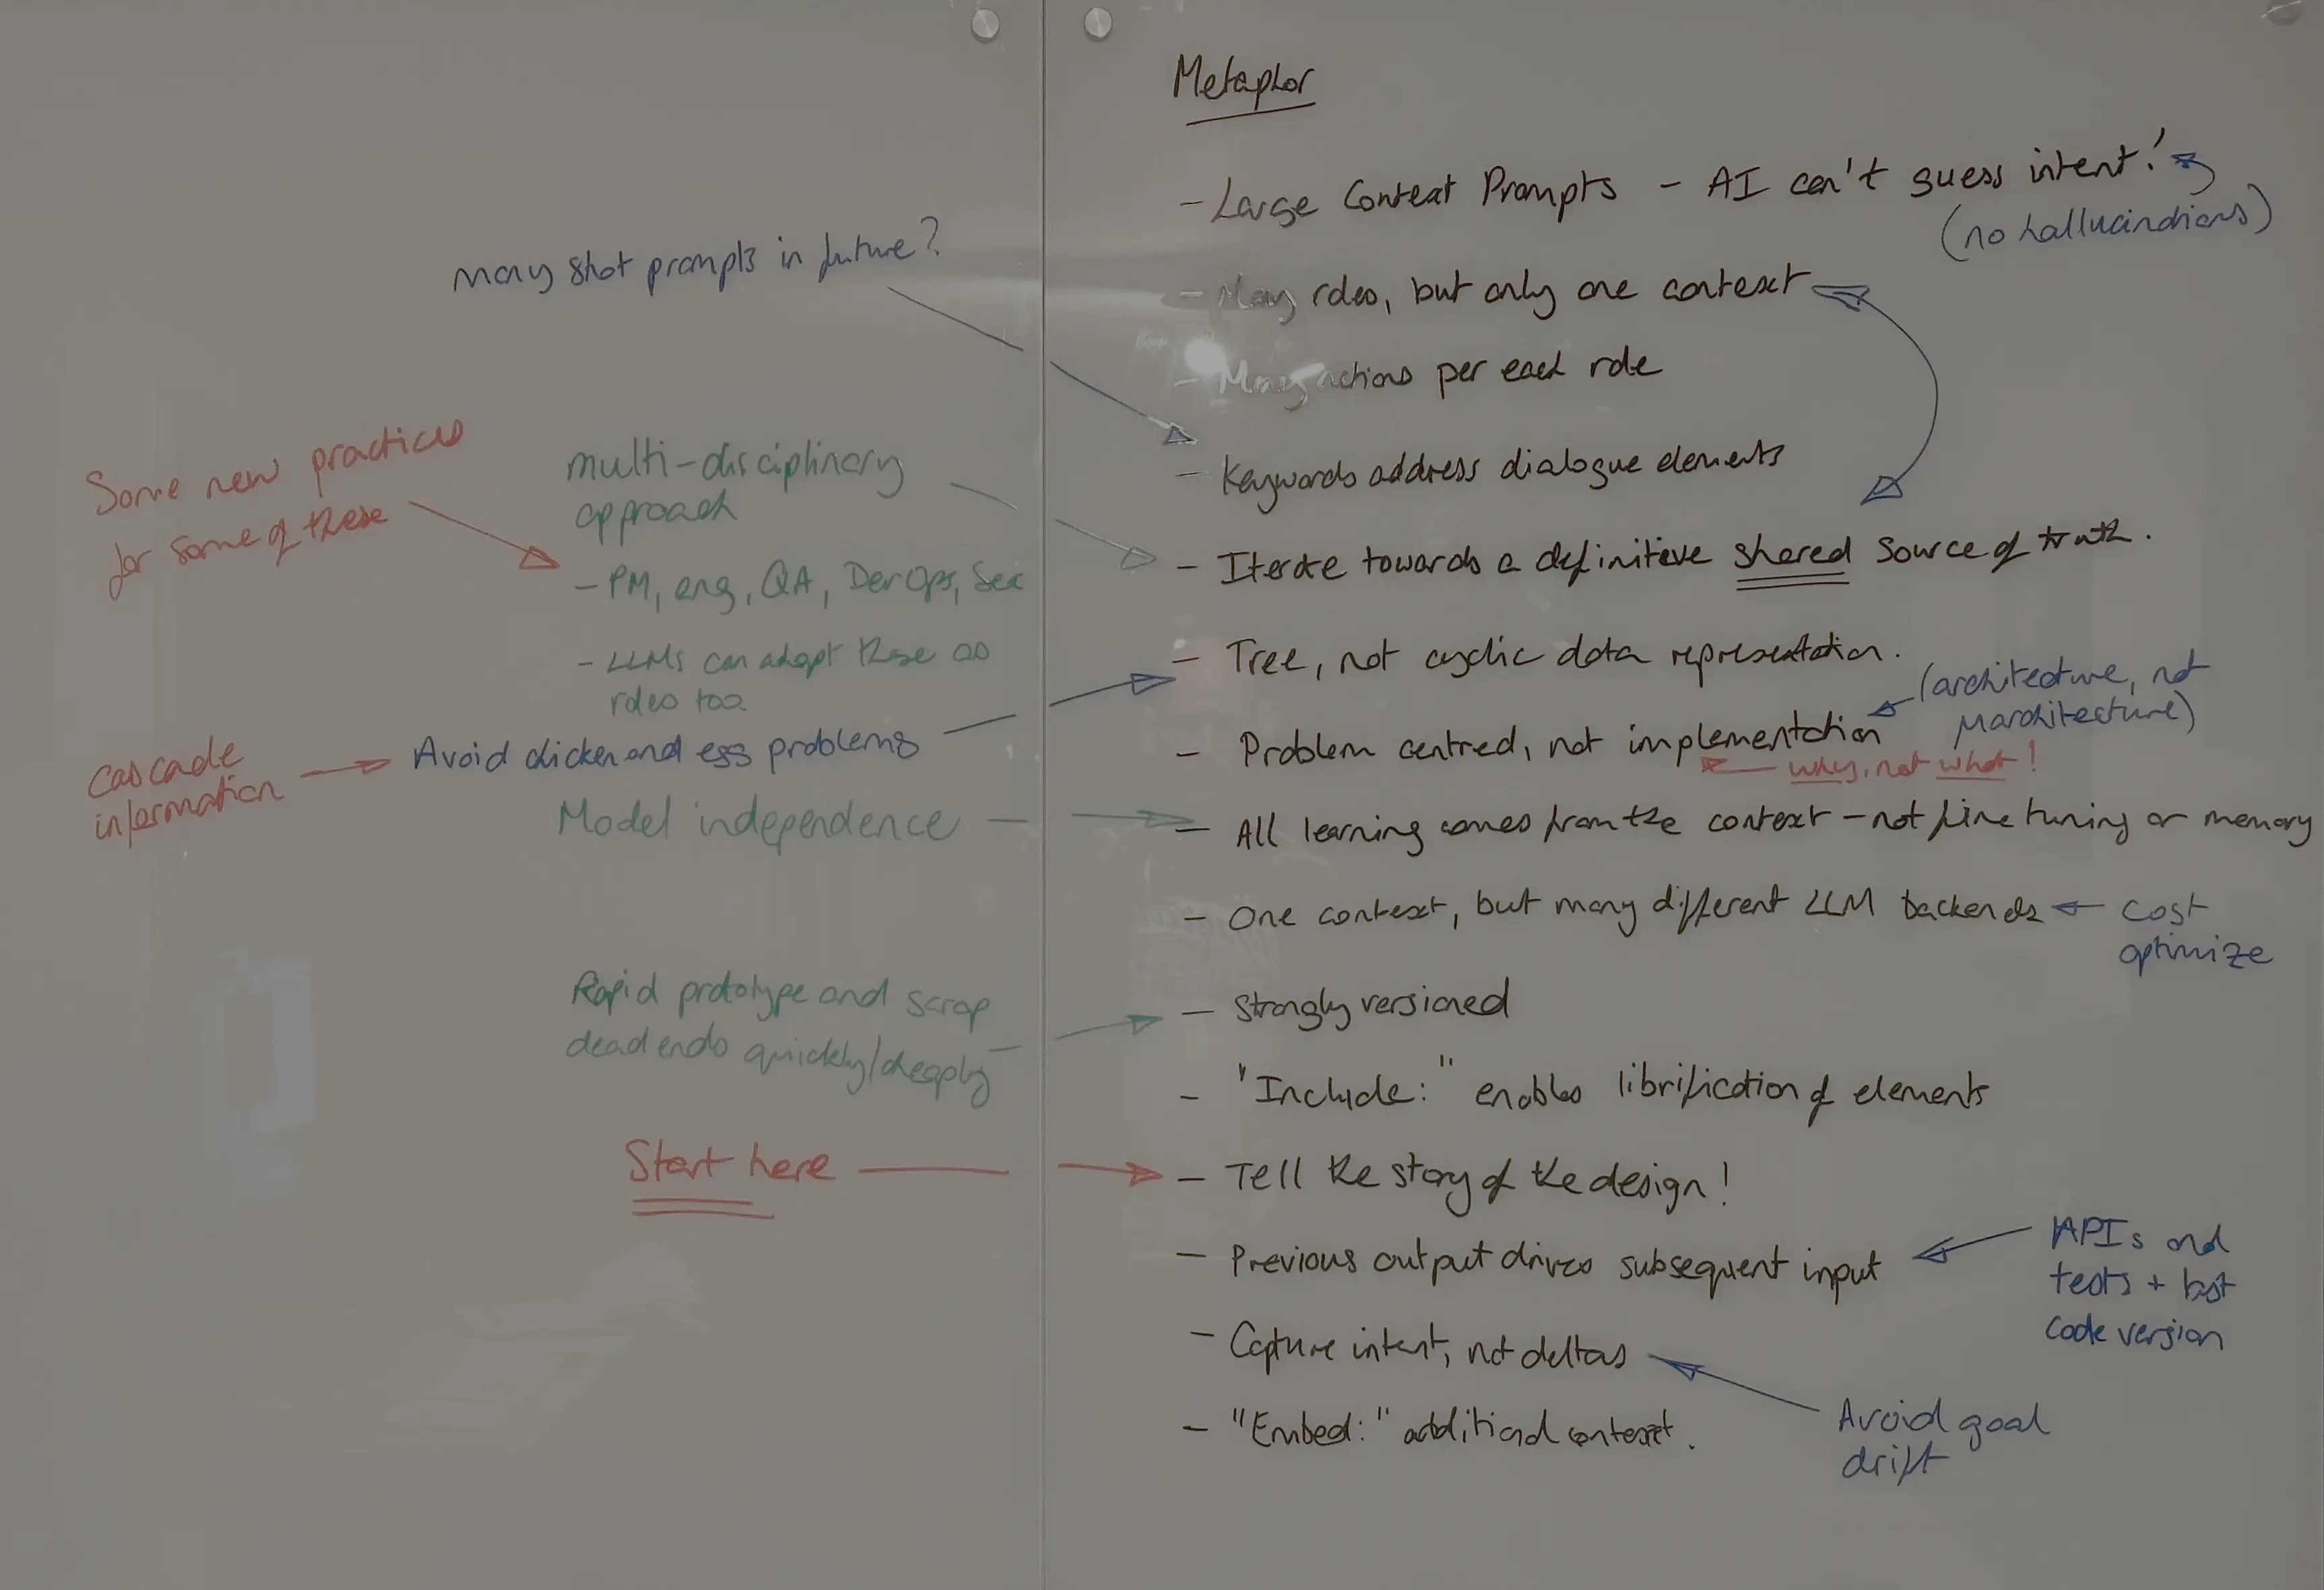 Metaphor
- Large Context Prompts - AI can't guess intent!
(no hallucinations)
many shot prompts in future?
- Many roles, but only one context
- Many actions per each role
- Keywords address dialogue elements
Some new practices
for some of these
multi-disciplinary
approach
- PM, eng, QA, DevOps, Sec
- LLMs can adopt these as
roles too.
- Iterate towards a definitive shared source of truth.
- Tree, not cyclic data representation.
(architecture, not
marchitecture)
Cascade
information
Avoid chicken and egg problems
- Problem centred, not implementation
why, not what!
Model independence
- All learning comes from the context - not fine tuning or memory
- One context, but many different LLM backends
cost
optimize
Rapid prototype and scrap
dead ends quickly/cheaply
- Strongly versioned
- "Include:" enables librification of elements
Start here
- Tell the story of the design!
- Previous output drives subsequent input
APIs and
tests + last
code version
- Capture intent, not deltas
Avoid goal
drift
- "Embed:" additional context.